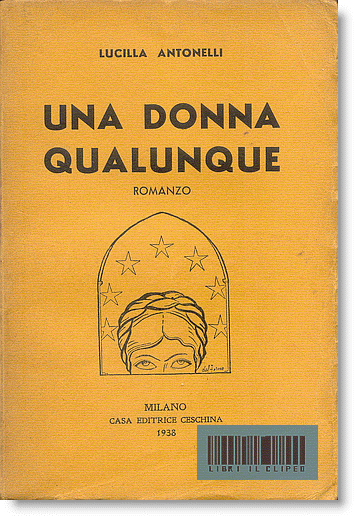 LUCILLA ANTONELLI
UNA DONNA
QUALUNQUE
ROMANZO
MILANO
CASA EDITRICE CESCHINA
1938
LIBRI IL CLIPEO